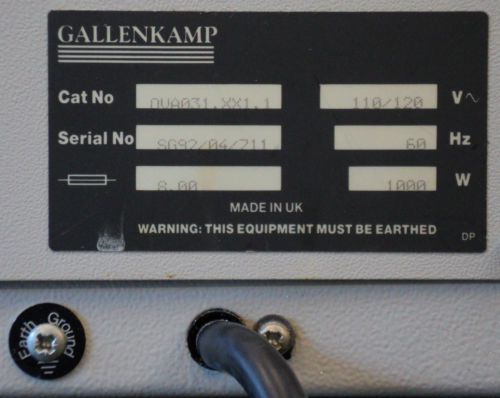 GALLENKAMP
Cat No OVA031.XX1.1 110/120 V~
Serial No SG92/04/711 60 Hz
8.00 1000 W
MADE IN UK
WARNING: THIS EQUIPMENT MUST BE EARTHED
DP
Earth Ground